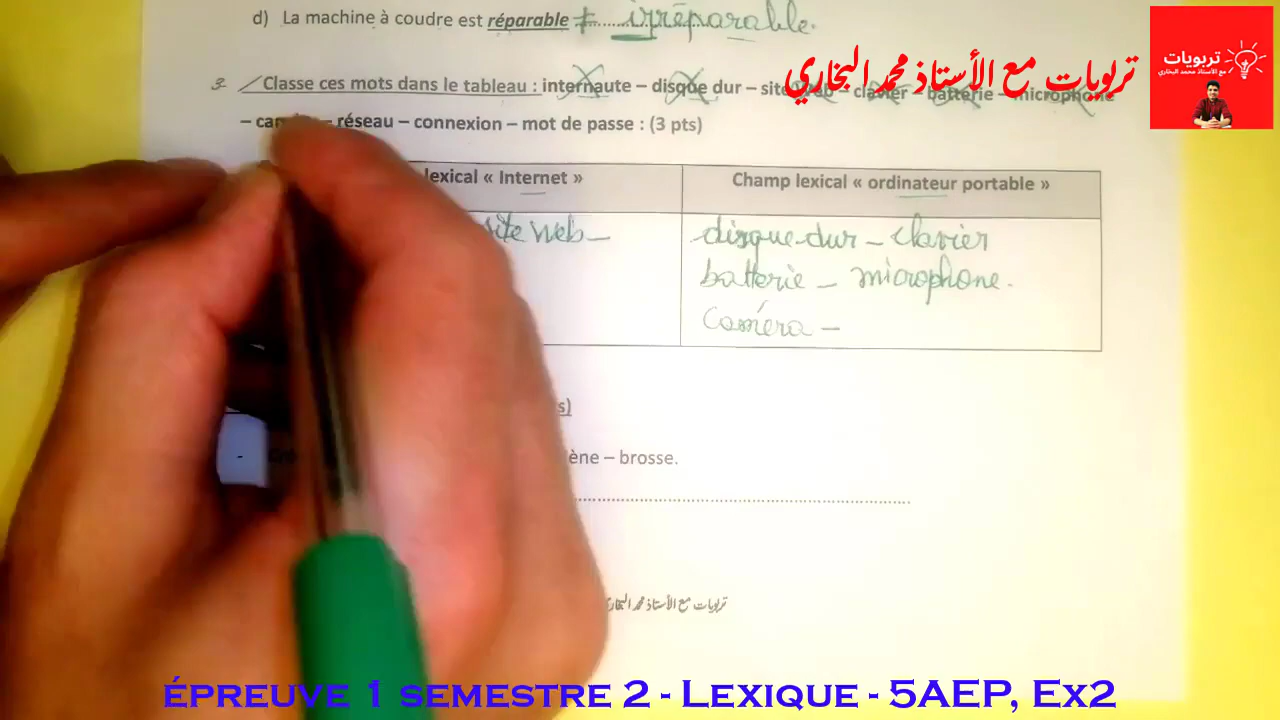 d) La machine à coudre est réparable ≠ ......irréparable.
تربويات مع الأستاذ محمد البخاري
تربويات
مع الأستاذ محمد البخاري
3. Classe ces mots dans le tableau : internaute – disque dur – site web – clavier – batterie – microphone
– réseau – connexion – mot de passe : (3 pts)
lexical « Internet »
Champ lexical « ordinateur portable »
site web –
disque dur – clavier
batterie – microphone.
caméra –
s)
- ène – brosse.
تربويات مع الأستاذ محمد البخاري
épreuve 1 semestre 2 - Lexique - 5AEP, Ex2